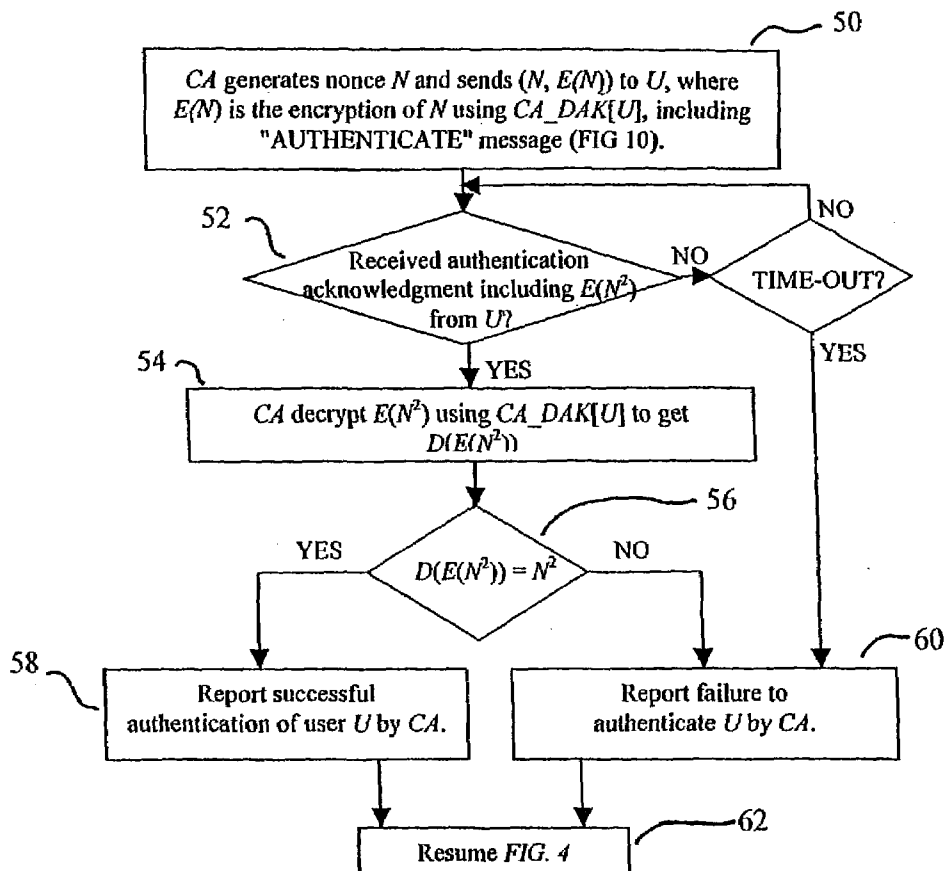 50
CA generates nonce N and sends (N, E(N)) to U, where
E(N) is the encryption of N using CA_DAK[U], including
"AUTHENTICATE" message (FIG 10).
52
NO
Received authentication
acknowledgment including E(N²)
from U?
NO
TIME-OUT?
YES
YES
54
CA decrypt E(N²) using CA_DAK[U] to get
D(E(N²))
56
YES
D(E(N²)) = N²
NO
58
60
Report successful
authentication of user U by CA.
Report failure to
authenticate U by CA.
62
Resume FIG. 4